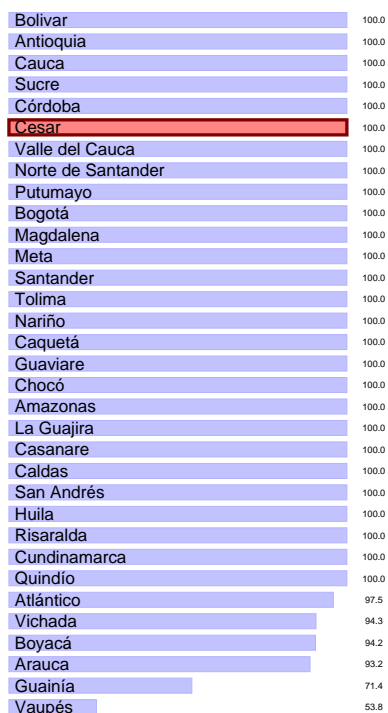 Bolivar 100.0
Antioquia 100.0
Cauca 100.0
Sucre 100.0
Córdoba 100.0
Cesar 100.0
Valle del Cauca 100.0
Norte de Santander 100.0
Putumayo 100.0
Bogotá 100.0
Magdalena 100.0
Meta 100.0
Santander 100.0
Tolima 100.0
Nariño 100.0
Caquetá 100.0
Guaviare 100.0
Chocó 100.0
Amazonas 100.0
La Guajira 100.0
Casanare 100.0
Caldas 100.0
San Andrés 100.0
Huila 100.0
Risaralda 100.0
Cundinamarca 100.0
Quindío 100.0
Atlántico 97.5
Vichada 94.3
Boyacá 94.2
Arauca 93.2
Guainía 71.4
Vaupés 53.8